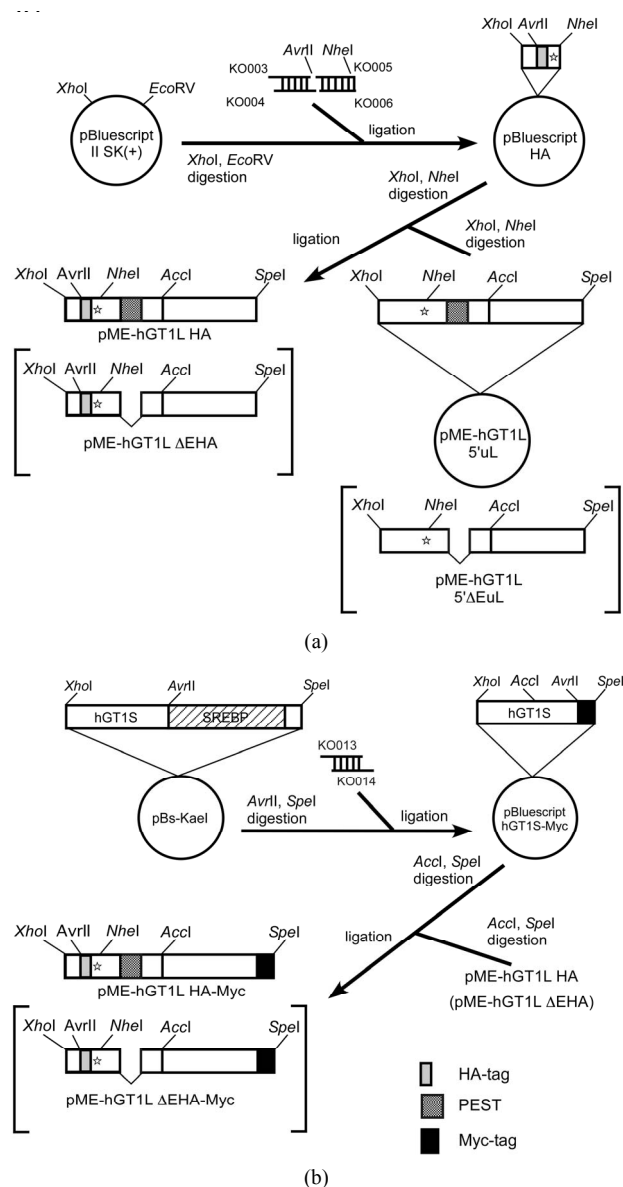 AvrII NheI
XhoI AvrII NheI
KO003 KO005
KO004 KO006
XhoI EcoRV
pBluescript
II SK(+)
ligation
XhoI, EcoRV
digestion
pBluescript
HA
XhoI, NheI
digestion
XhoI, NheI
digestion
ligation
XhoI AvrII NheI AccI SpeI
pME-hGT1L HA
XhoI AvrII NheI AccI SpeI
pME-hGT1L ΔEHA
XhoI NheI AccI SpeI
pME-hGT1L
5'uL
XhoI NheI AccI SpeI
pME-hGT1L
5'ΔEuL
(a)
XhoI AvrII SpeI
hGT1S SREBP
pBs-KaeI
KO013
KO014
AvrII, SpeI
digestion
ligation
XhoI AccI AvrII SpeI
hGT1S
pBluescript
hGT1S-Myc
AccI, SpeI
digestion
ligation
AccI, SpeI
digestion
pME-hGT1L HA
(pME-hGT1L ΔEHA)
XhoI AvrII NheI AccI SpeI
pME-hGT1L HA-Myc
XhoI AvrII NheI AccI SpeI
pME-hGT1L ΔEHA-Myc
HA-tag
PEST
Myc-tag
(b)